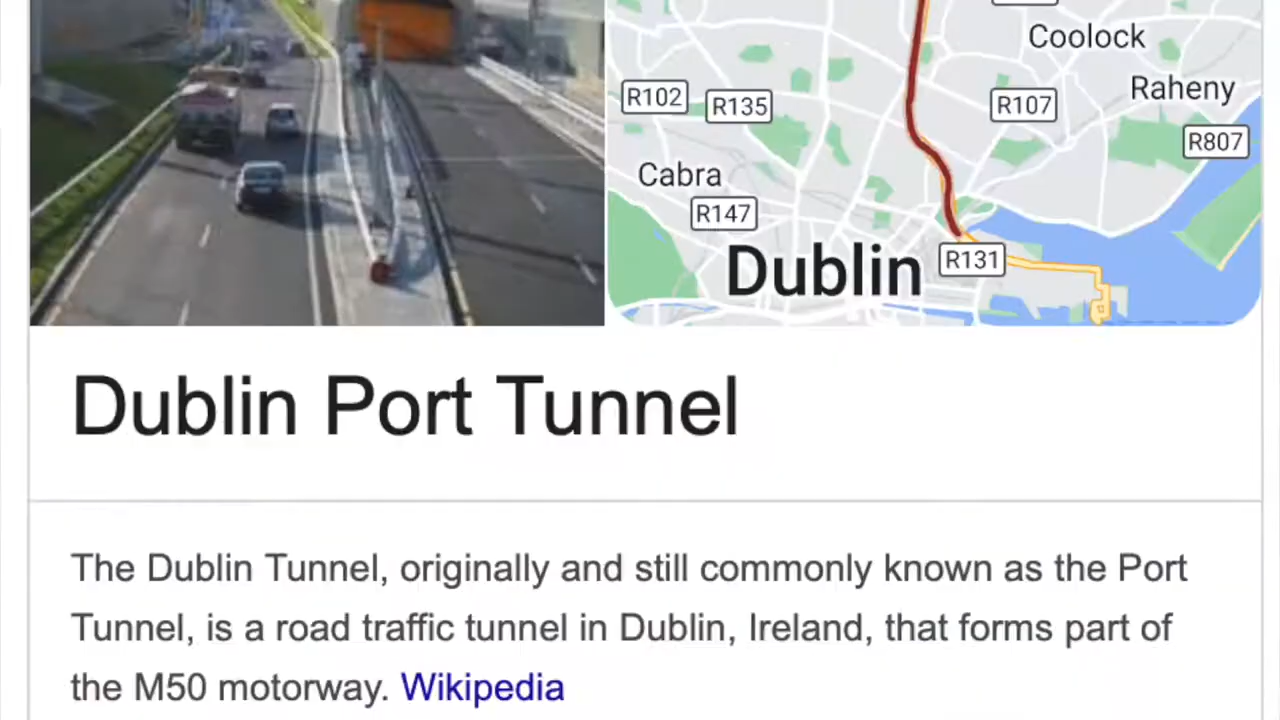 Coolock
Raheny
R102
R135
R107
R807
Cabra
R147
Dublin
R131
Dublin Port Tunnel
The Dublin Tunnel, originally and still commonly known as the Port
Tunnel, is a road traffic tunnel in Dublin, Ireland, that forms part of
the M50 motorway. Wikipedia